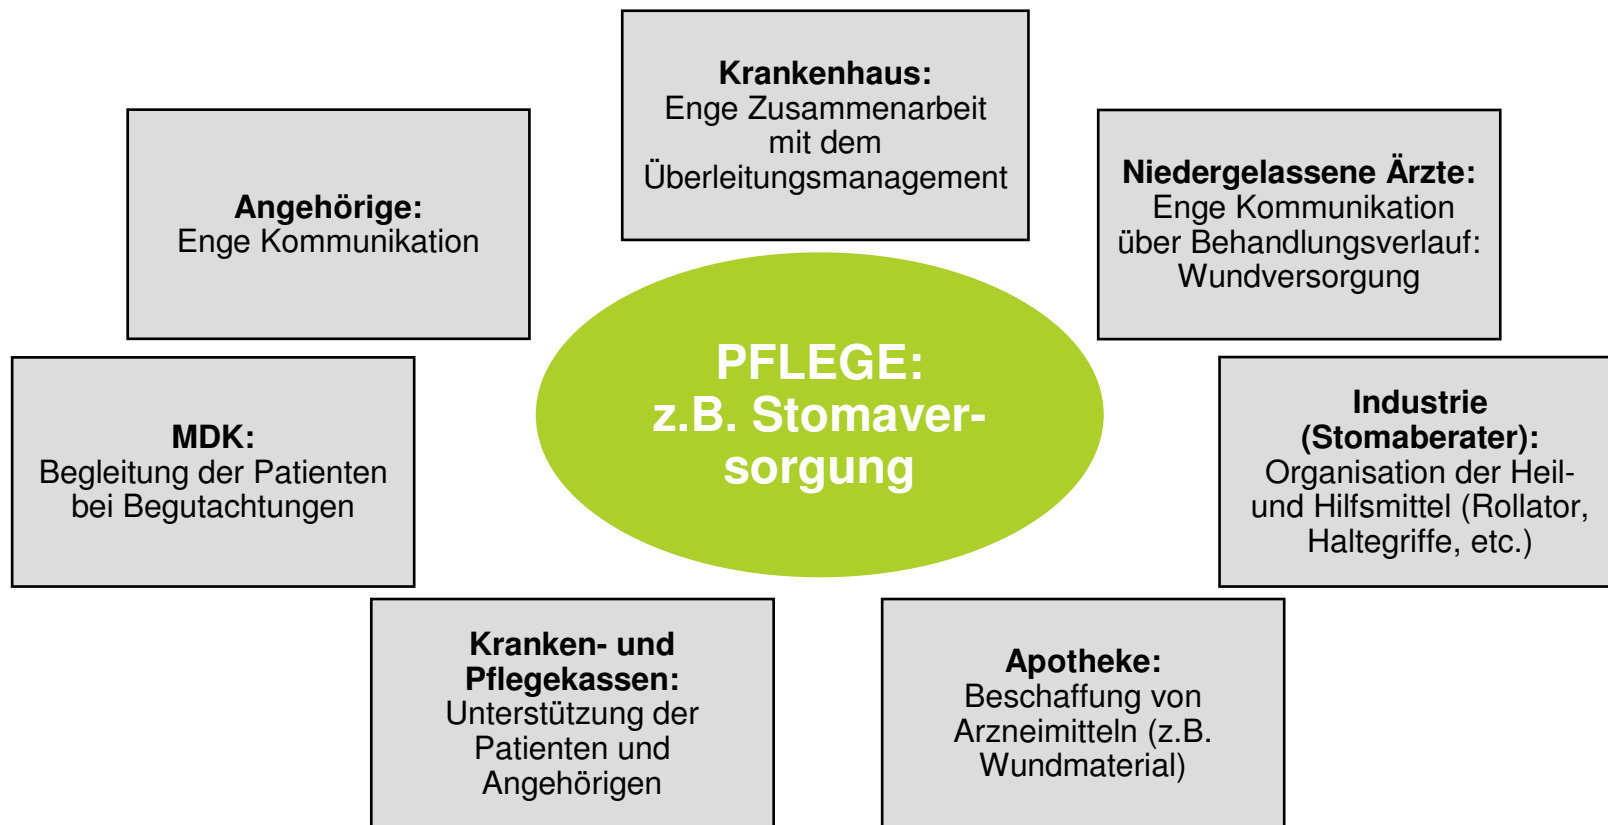 Krankenhaus:
Enge Zusammenarbeit
mit dem
Überleitungsmanagement
Angehörige:
Enge Kommunikation
Niedergelassene Ärzte:
Enge Kommunikation
über Behandlungsverlauf:
Wundversorgung
PFLEGE:
z.B. Stomaver-
sorgung
MDK:
Begleitung der Patienten
bei Begutachtungen
Industrie
(Stomaberater):
Organisation der Heil-
und Hilfsmittel (Rollator,
Haltegriffe, etc.)
Kranken- und
Pflegekassen:
Unterstützung der
Patienten und
Angehörigen
Apotheke:
Beschaffung von
Arzneimitteln (z.B.
Wundmaterial)